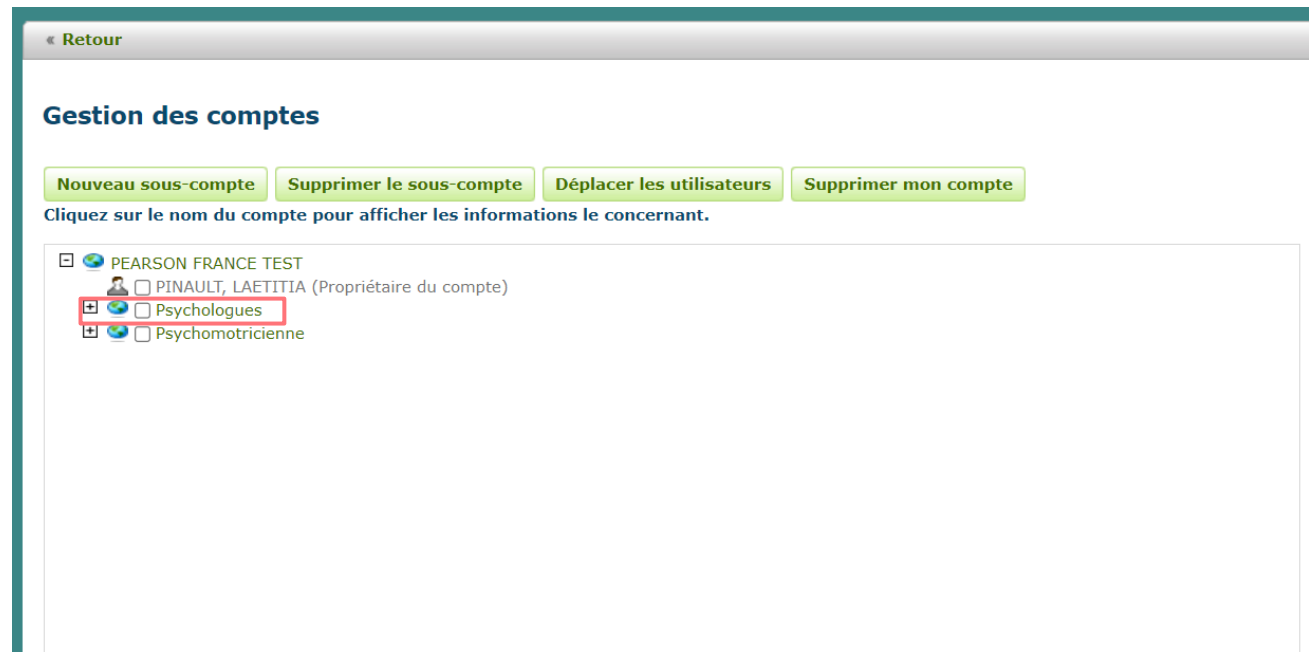 « Retour
Gestion des comptes
Nouveau sous-compte Supprimer le sous-compte Déplacer les utilisateurs Supprimer mon compte
Cliquez sur le nom du compte pour afficher les informations le concernant.
PEARSON FRANCE TEST
PINAULT, LAETITIA (Propriétaire du compte)
Psychologues
Psychomotricienne